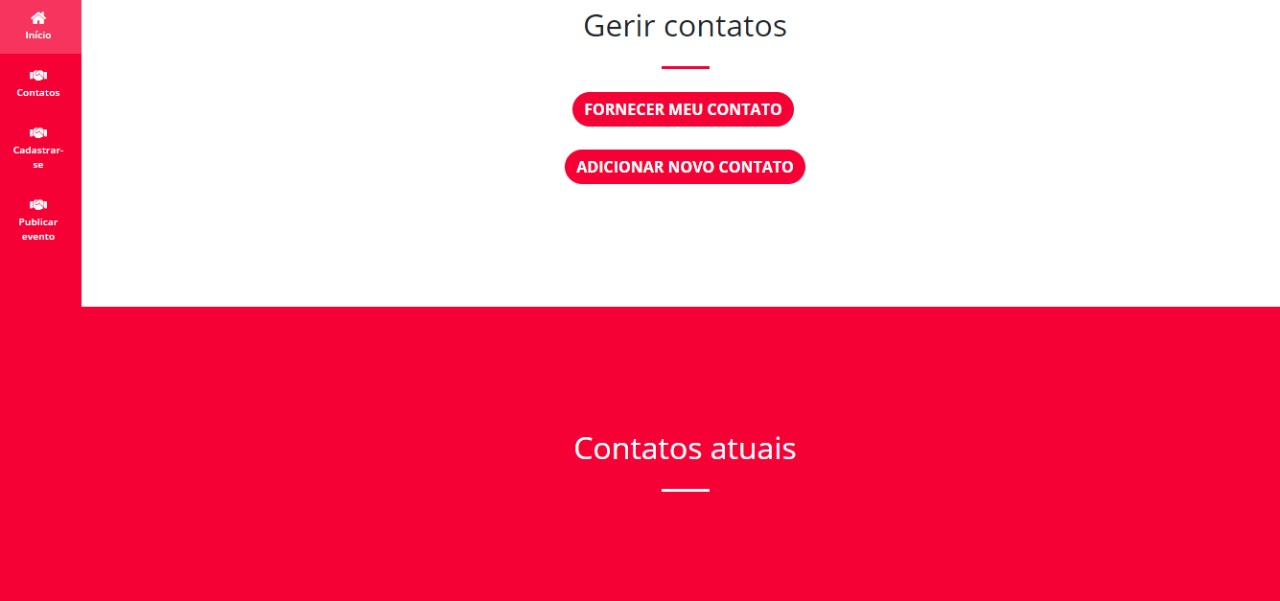 Início
Contatos
Cadastrar-
se
Publicar
evento
Gerir contatos
FORNECER MEU CONTATO
ADICIONAR NOVO CONTATO
Contatos atuais